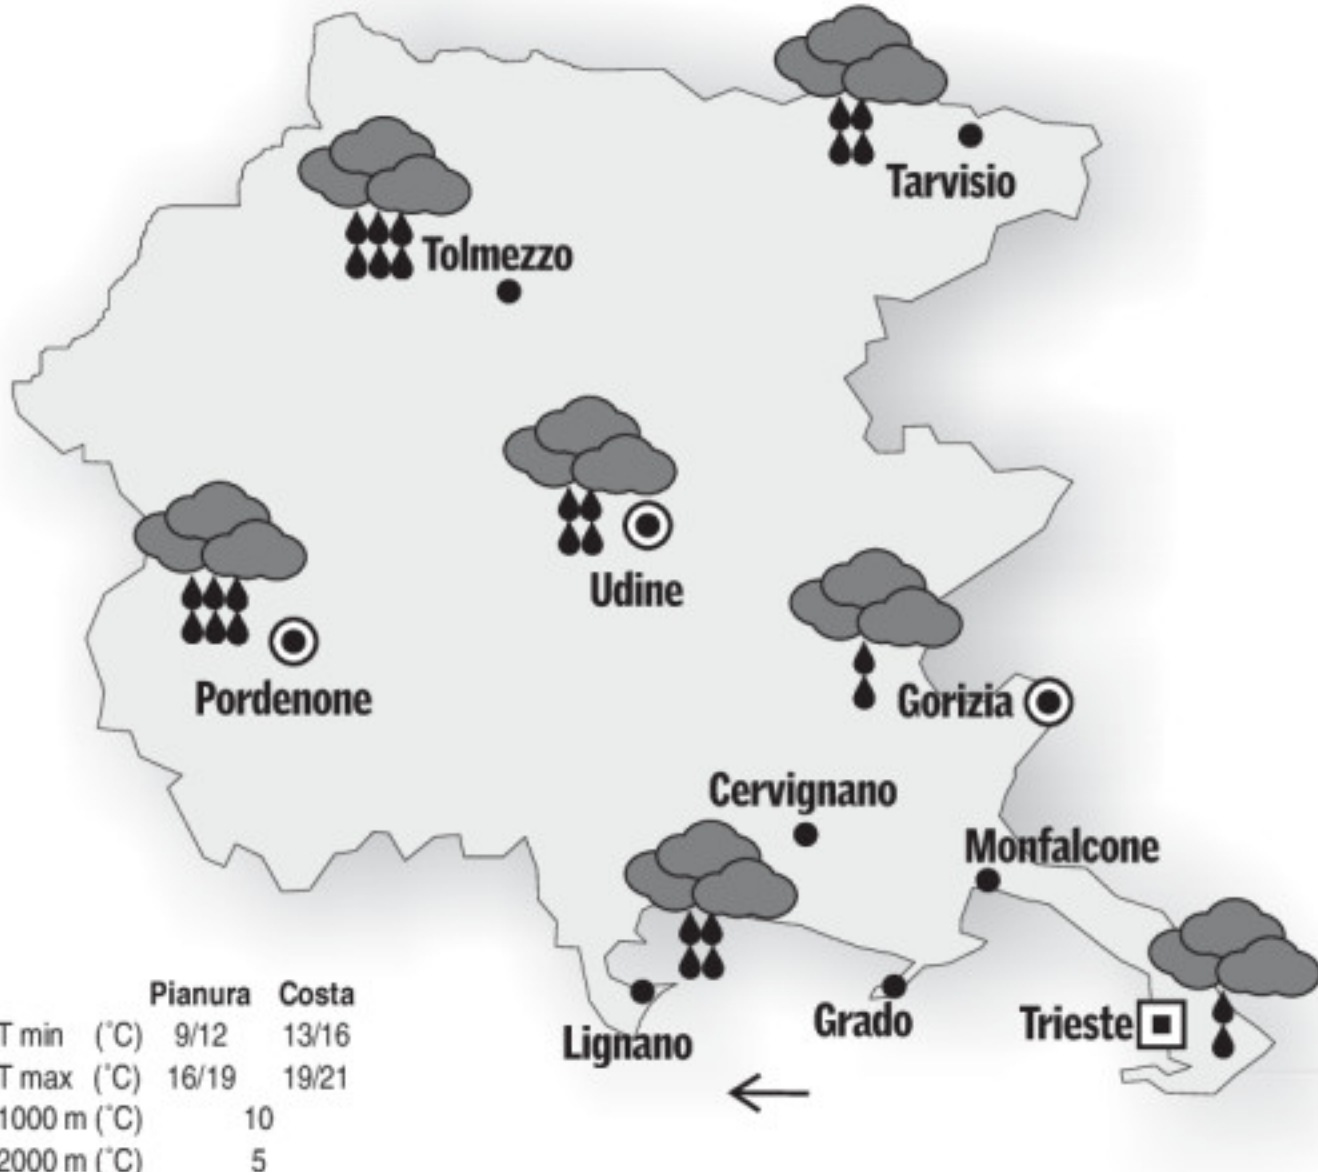 Tarvisio
Tolmezzo
Udine
Pordenone
Gorizia
Cervignano
Monfalcone
Grado
Trieste
Lignano
Pianura Costa
T min (°C) 9/12 13/16
T max (°C) 16/19 19/21
1000 m (°C) 10
2000 m (°C) 5